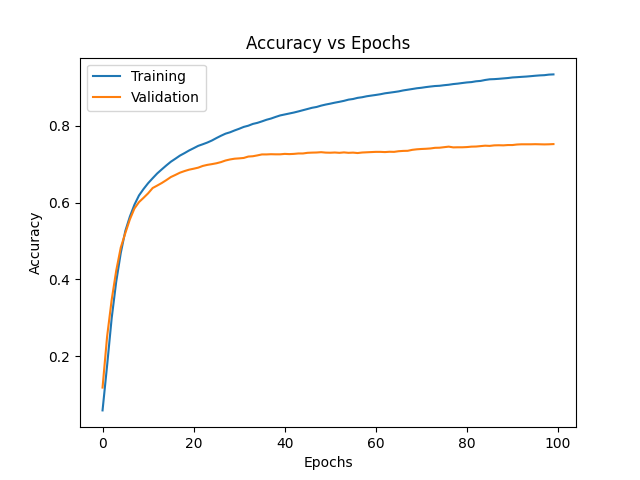 Accuracy vs Epochs
Training
Validation
0.8
0.6
0.4
0.2
Accuracy
0 20 40 60 80 100
Epochs